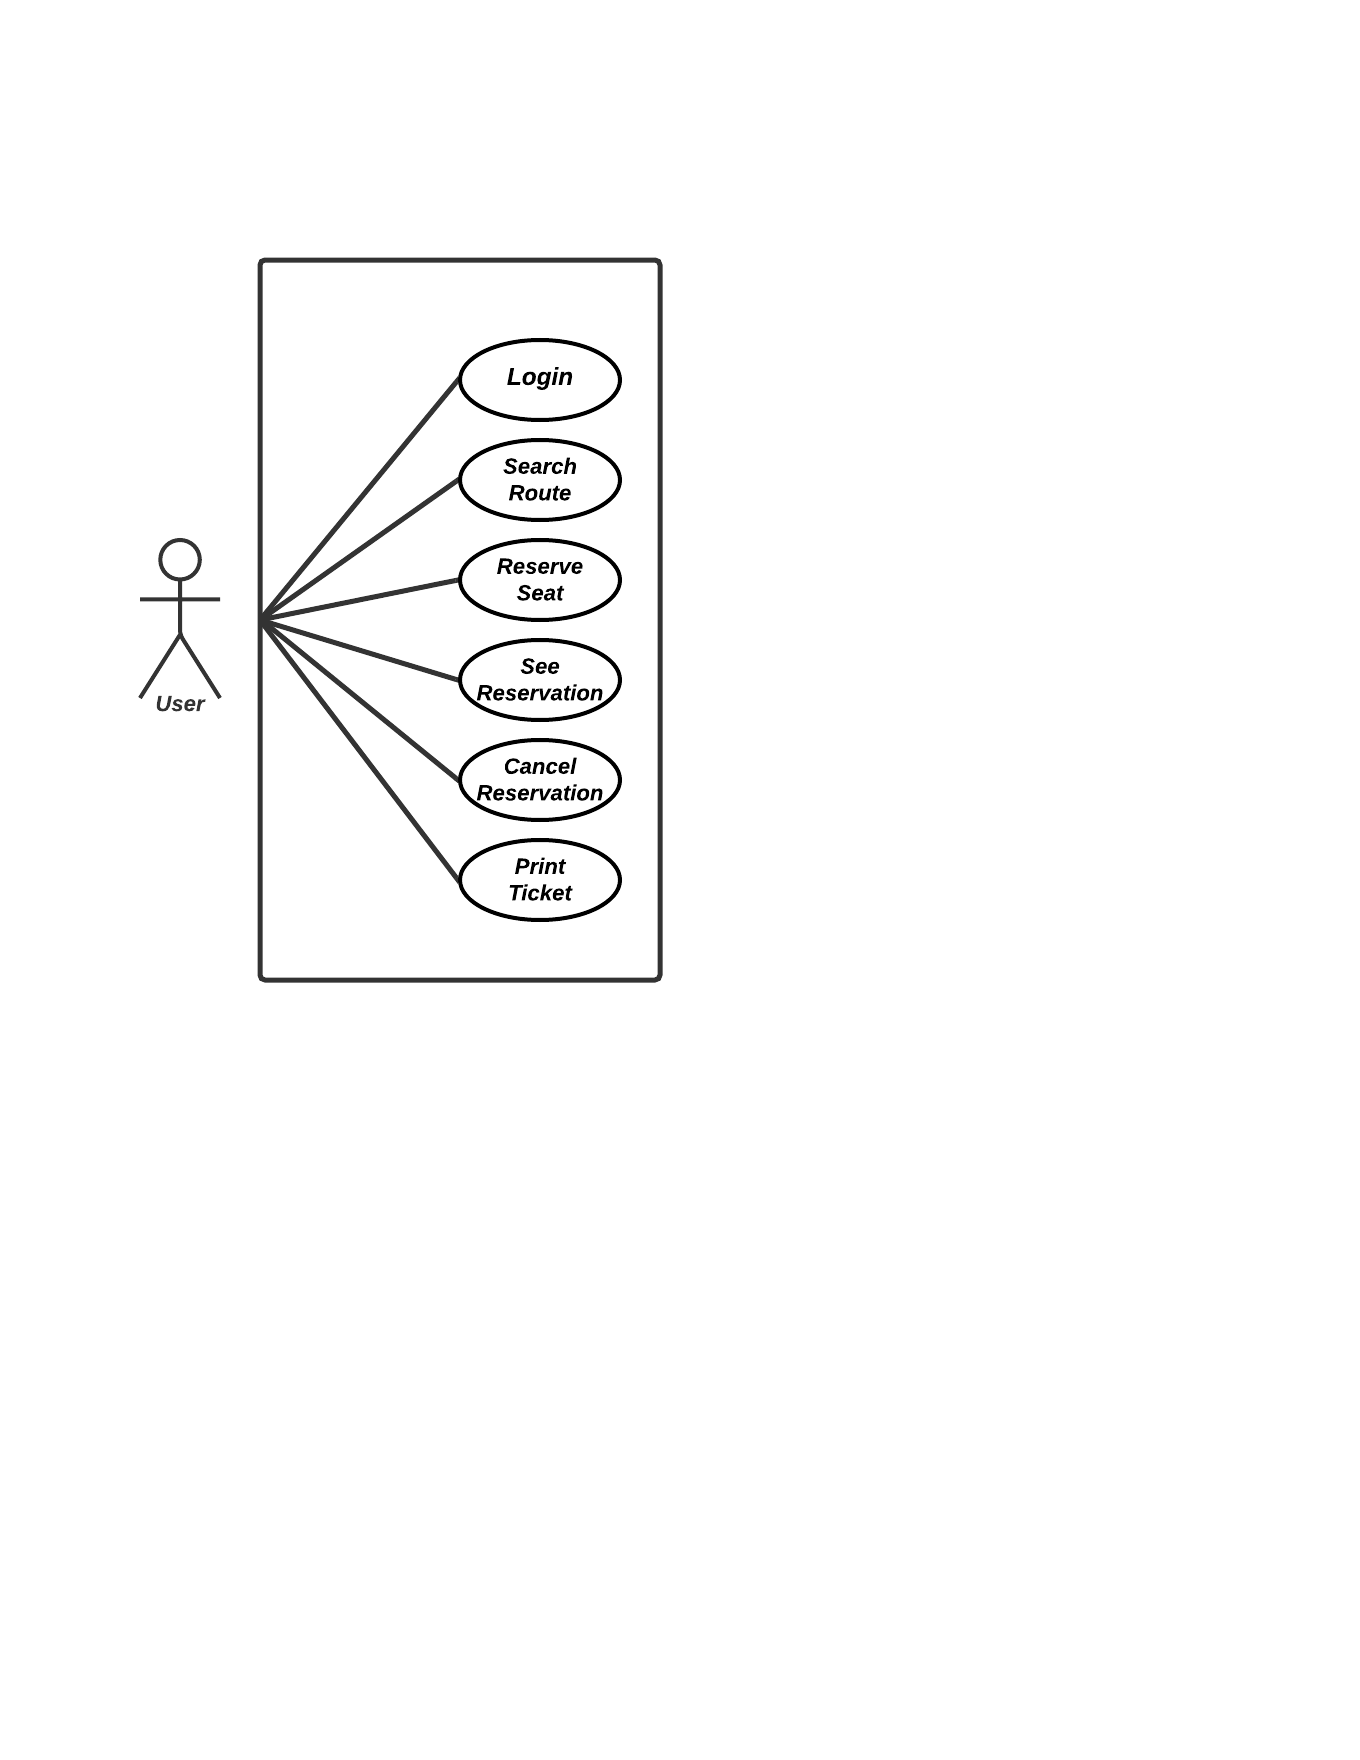 Login
Search
Route
Reserve
Seat
See
Reservation
User
Cancel
Reservation
Print
Ticket